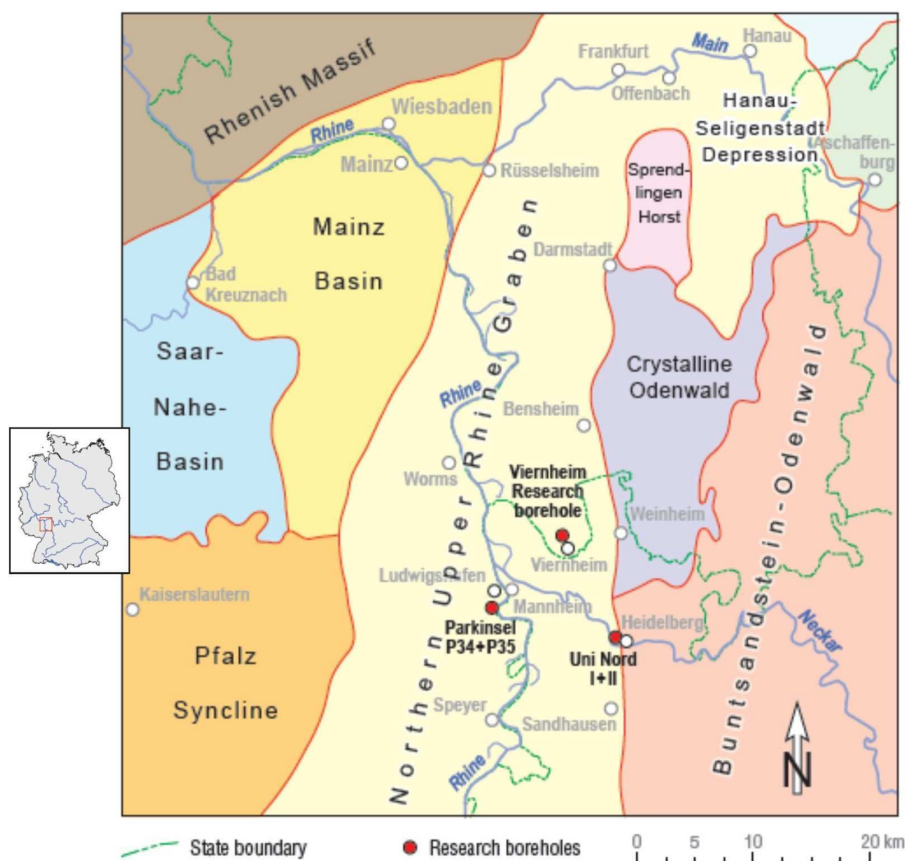 Rhenish Massif
Rhine
Wiesbaden
Mainz
Frankfurt
Main
Hanau
Offenbach
Hanau-
Seligenstadt
Depression
Aschaffen-
burg
Rüsselsheim
Sprend-
lingen
Horst
Mainz
Basin
Darmstadt
Bad
Kreuznach
Saar-
Nahe-
Basin
Crystalline
Odenwald
Rhine
Bensheim
Northern Upper Rhine Graben
Worms
Viernheim
Research
borehole
Weinheim
Viernheim
Buntsandstein-Odenwald
Kaiserslautern
Ludwigshafen
Mannheim
Parkinsel
P34+P35
Heidelberg
Uni Nord
I+II
Neckar
Pfalz
Syncline
Speyer
Sandhausen
Rhine
N
State boundary
Research boreholes
0 5 10 20 km